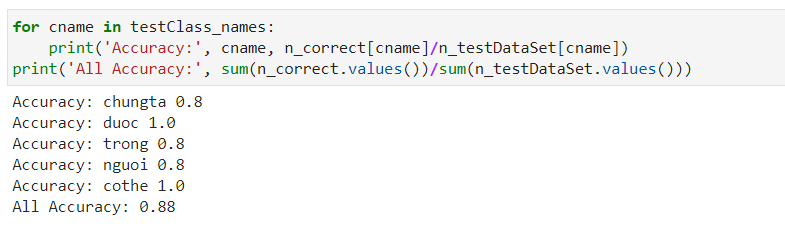 for cname in testClass_names:
    print('Accuracy:', cname, n_correct[cname]/n_testDataSet[cname])
print('All Accuracy:', sum(n_correct.values())/sum(n_testDataSet.values()))
Accuracy: chungta 0.8
Accuracy: duoc 1.0
Accuracy: trong 0.8
Accuracy: nguoi 0.8
Accuracy: cothe 1.0
All Accuracy: 0.88